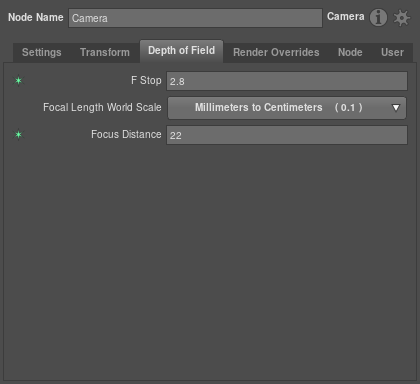 Node Name Camera Camera
Settings Transform Depth of Field Render Overrides Node User
F Stop 2.8
Focal Length World Scale Millimeters to Centimeters ( 0.1 )
Focus Distance 22